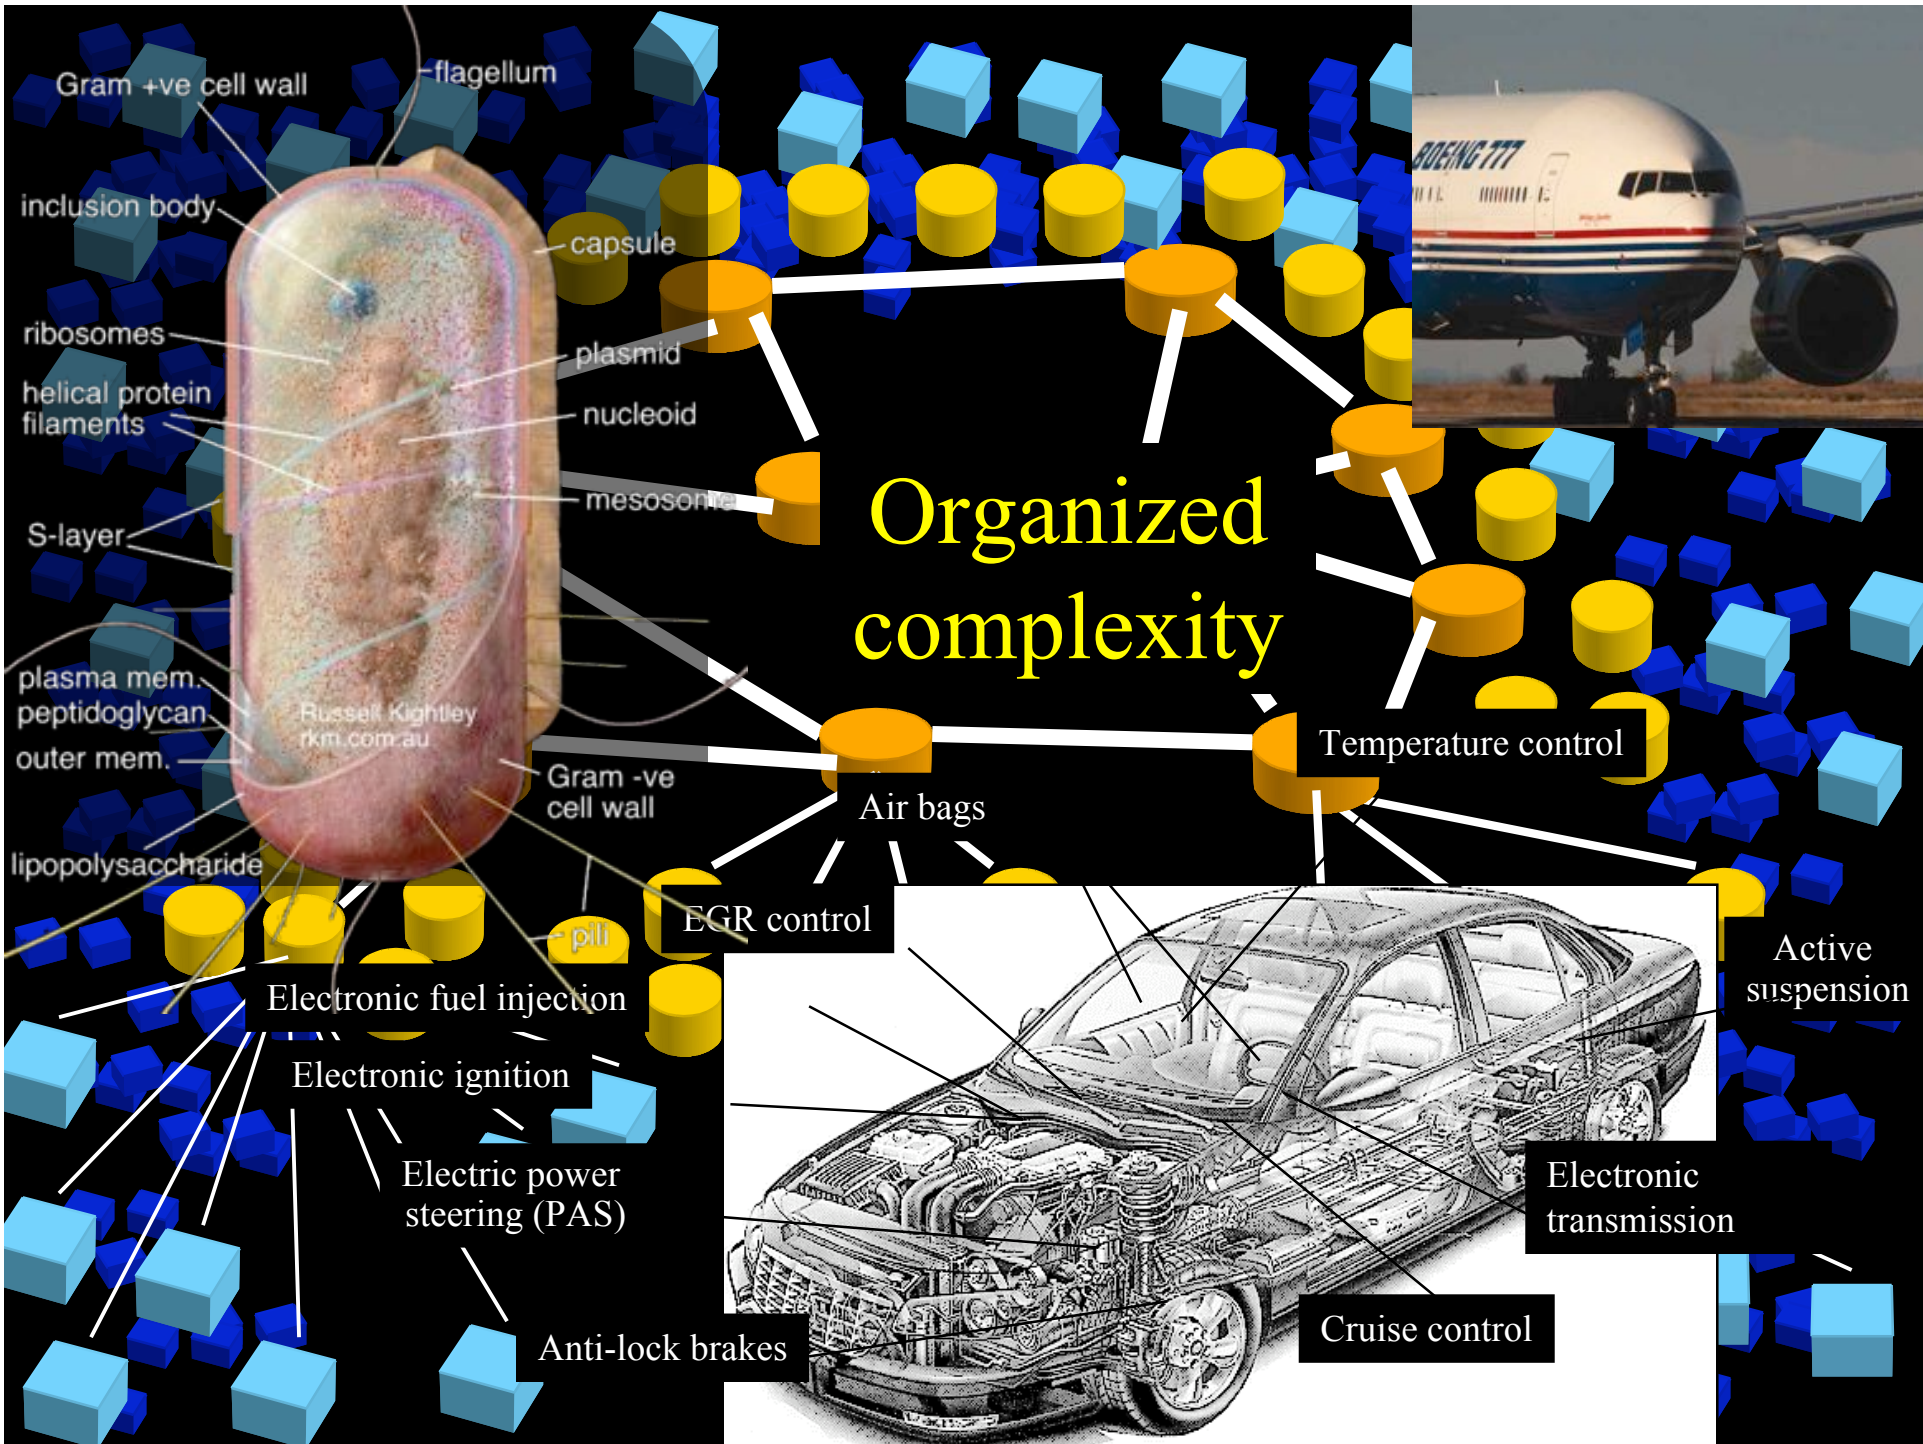 flagellum
Gram +ve cell wall
inclusion body
capsule
ribosomes
plasmid
helical protein
filaments
nucleoid
mesosome
S-layer
plasma mem.
peptidoglycan
outer mem.
Russell Kightley
rkm.com.au
Gram -ve
cell wall
lipopolysaccharide
pili
BOEING 777
Organized
complexity
Temperature control
Air bags
EGR control
Active
suspension
Electronic fuel injection
Electronic ignition
Electric power
steering (PAS)
Electronic
transmission
Cruise control
Anti-lock brakes